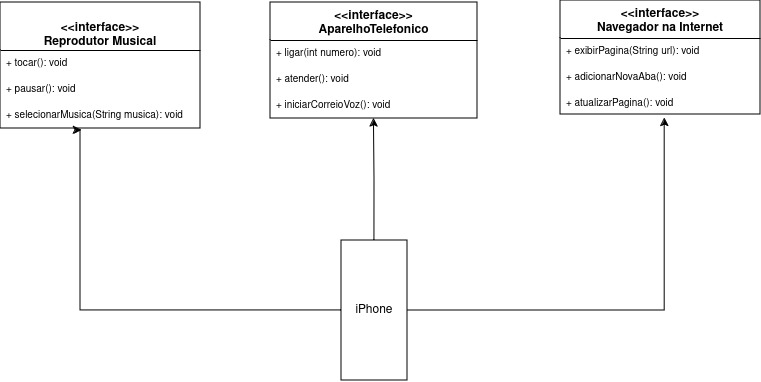 <<interface>>
Reprodutor Musical
+ tocar(): void
+ pausar(): void
+ selecionarMusica(String musica): void
<<interface>>
AparelhoTelefonico
+ ligar(int numero): void
+ atender(): void
+ iniciarCorreioVoz(): void
<<interface>>
Navegador na Internet
+ exibirPagina(String url): void
+ adicionarNovaAba(): void
+ atualizarPagina(): void
iPhone